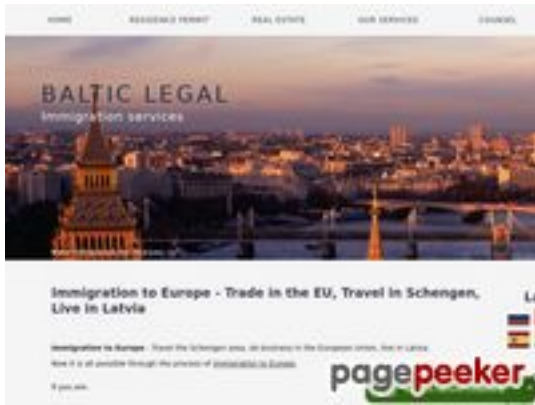 HOME RESIDENCE PERMIT REAL ESTATE OUR SERVICES COUNSEL
BALTIC LEGAL
Immigration services
Immigration to Europe - Trade in the EU, Travel in Schengen,
Live in Latvia
Immigration to Europe - Travel the Schengen area, do business in the European Union, live in Latvia.
Now it is all possible through the process of immigration to Europe.
If you are:
pagepeeker